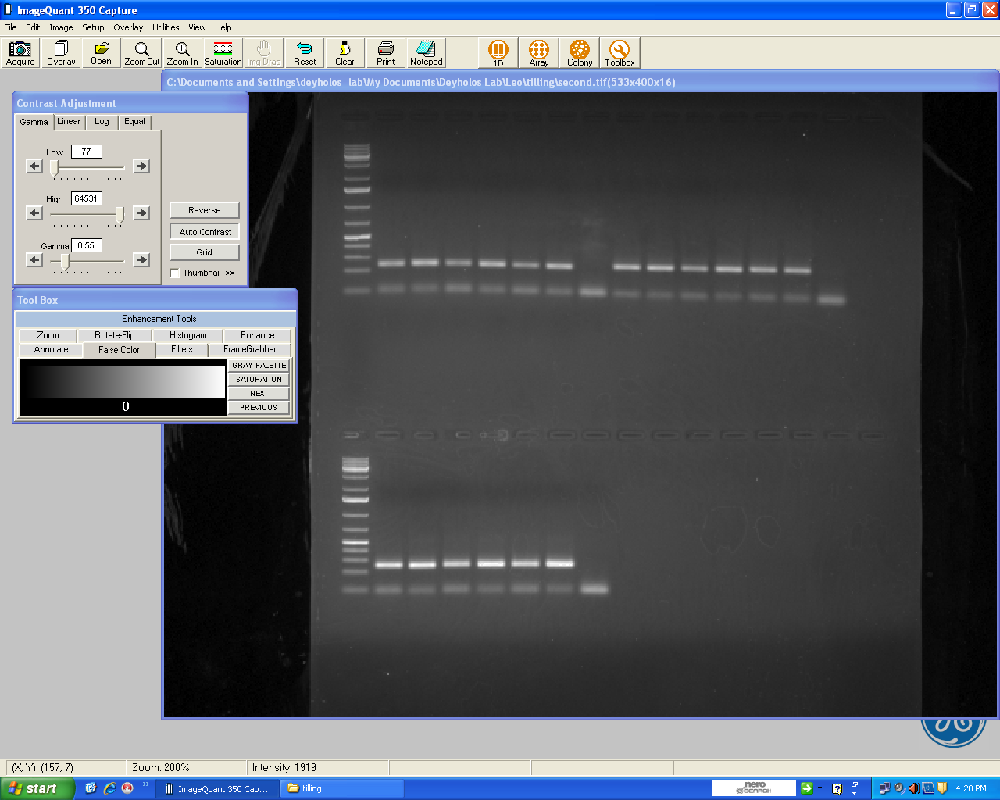 ImageQuant 350 Capture
File Edit Image Setup Overlay Utilities View Help
Acquire Overlay Open Zoom Out Zoom In Saturation Img Drag Reset Clear Print Notepad 1D Array Colony Toolbox
C:\Documents and Settings\deyholos_lab\My Documents\Deyholos Lab\Leo\tilling\second.tif(533x400x16)
Contrast Adjustment
Gamma Linear Log Equal
Low 77
High 64531
Gamma 0.55
Reverse
Auto Contrast
Grid
Thumbnail >>
Tool Box
Enhancement Tools
Zoom Rotate-Flip Histogram Enhance
Annotate False Color Filters FrameGrabber
GRAY PALETTE
SATURATION
NEXT
PREVIOUS
0
(X, Y): (157, 7) Zoom: 200% Intensity: 1919
start ImageQuant 350 Cap... tilling nero SEARCH 4:20 PM